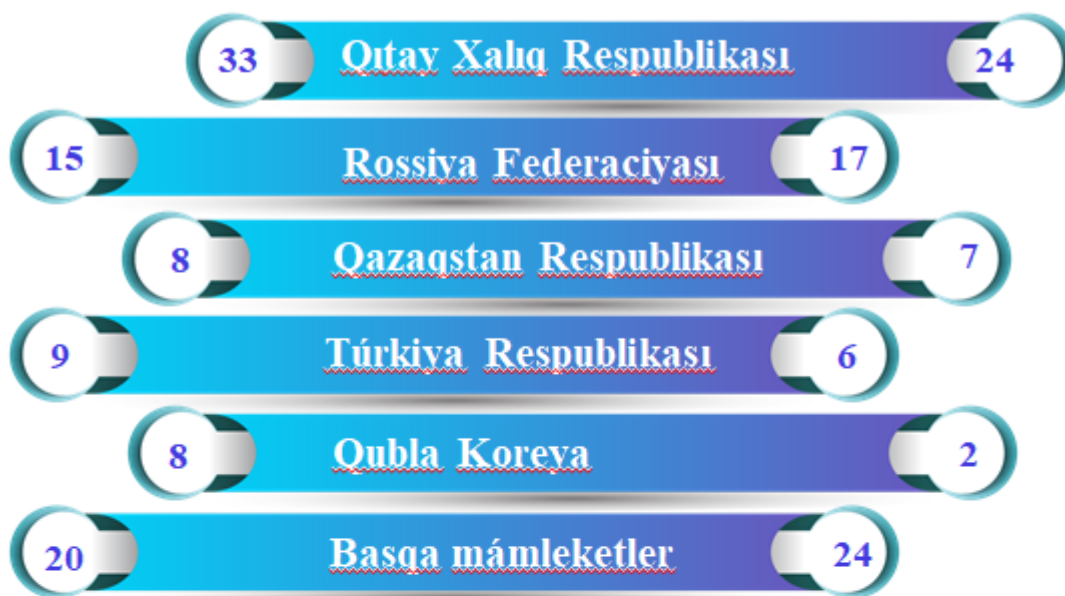 33 Qıtay Xalıq Respublikası 24
15 Rossiya Federaciyası 17
8 Qazaqstan Respublikası 7
9 Túrkiya Respublikası 6
8 Qubla Koreya 2
20 Basqa mámleketler 24